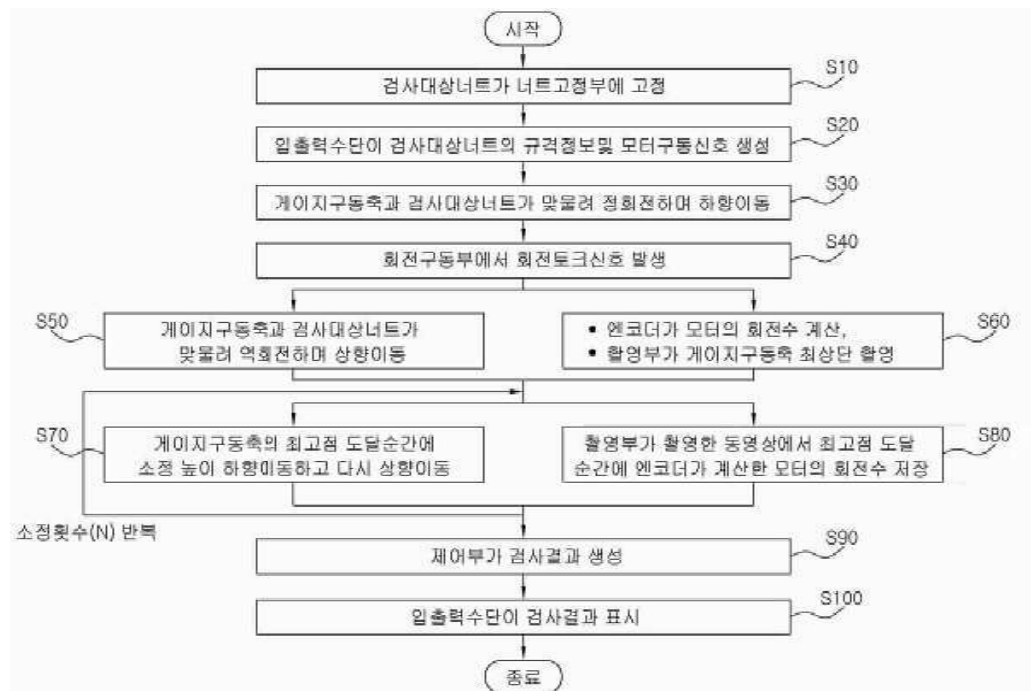 시작
S10
검사대상너트가 너트고정부에 고정
S20
입출력수단이 검사대상너트의 규격정보및 모터구동신호 생성
S30
게이지구동축과 검사대상너트가 맞물려 정회전하며 하향이동
S40
회전구동부에서 회전토크신호 발생
S50
게이지구동축과 검사대상너트가
맞물려 역회전하며 상향이동
S60
• 엔코더가 모터의 회전수 계산,
• 촬영부가 게이지구동축 최상단 촬영
S70
게이지구동축의 최고점 도달순간에
소정 높이 하향이동하고 다시 상향이동
S80
촬영부가 촬영한 동영상에서 최고점 도달
순간에 엔코더가 계산한 모터의 회전수 저장
소정횟수(N) 반복
S90
제어부가 검사결과 생성
S100
입출력수단이 검사결과 표시
종료